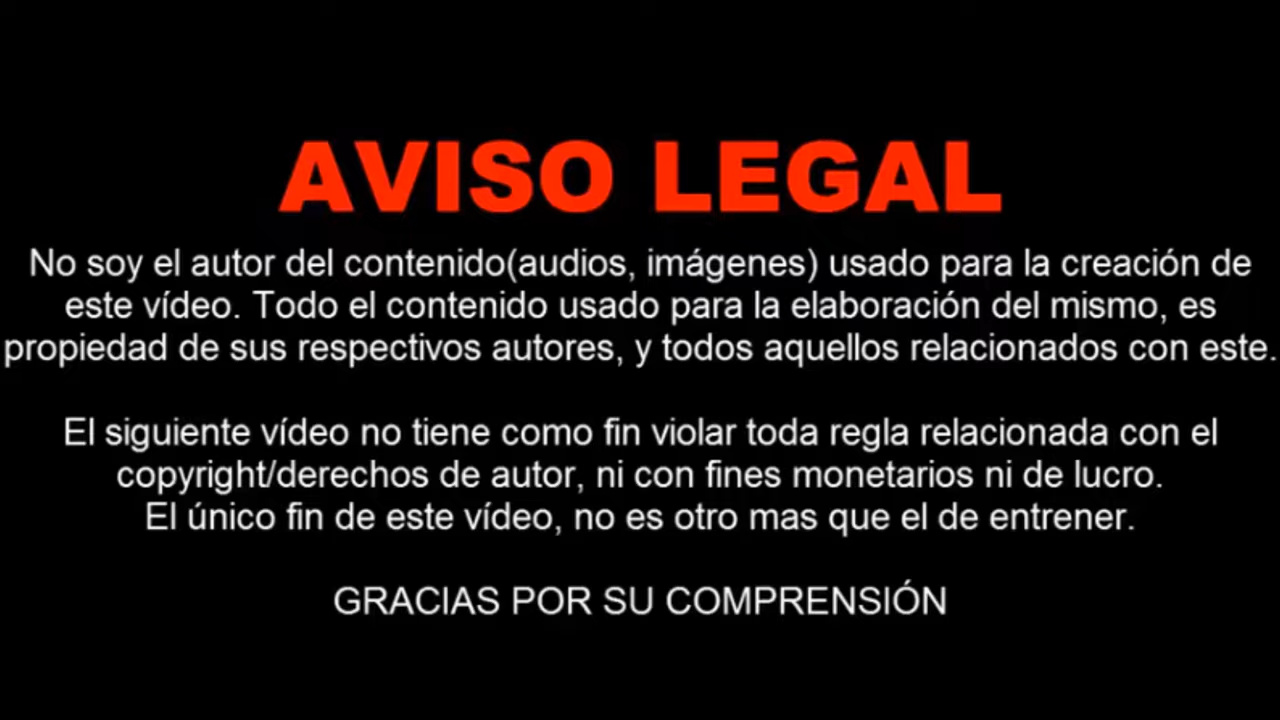 AVISO LEGAL
No soy el autor del contenido(audios, imágenes) usado para la creación de
este vídeo. Todo el contenido usado para la elaboración del mismo, es
propiedad de sus respectivos autores, y todos aquellos relacionados con este.
El siguiente vídeo no tiene como fin violar toda regla relacionada con el
copyright/derechos de autor, ni con fines monetarios ni de lucro.
El único fin de este vídeo, no es otro mas que el de entrener.
GRACIAS POR SU COMPRENSIÓN